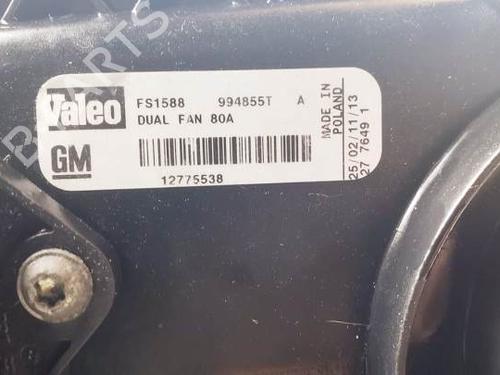 Valeo FS1588 994855T A
DUAL FAN 80A
GM
12775538
MADE IN
POLAND
25/02/11/13
27 7649 1